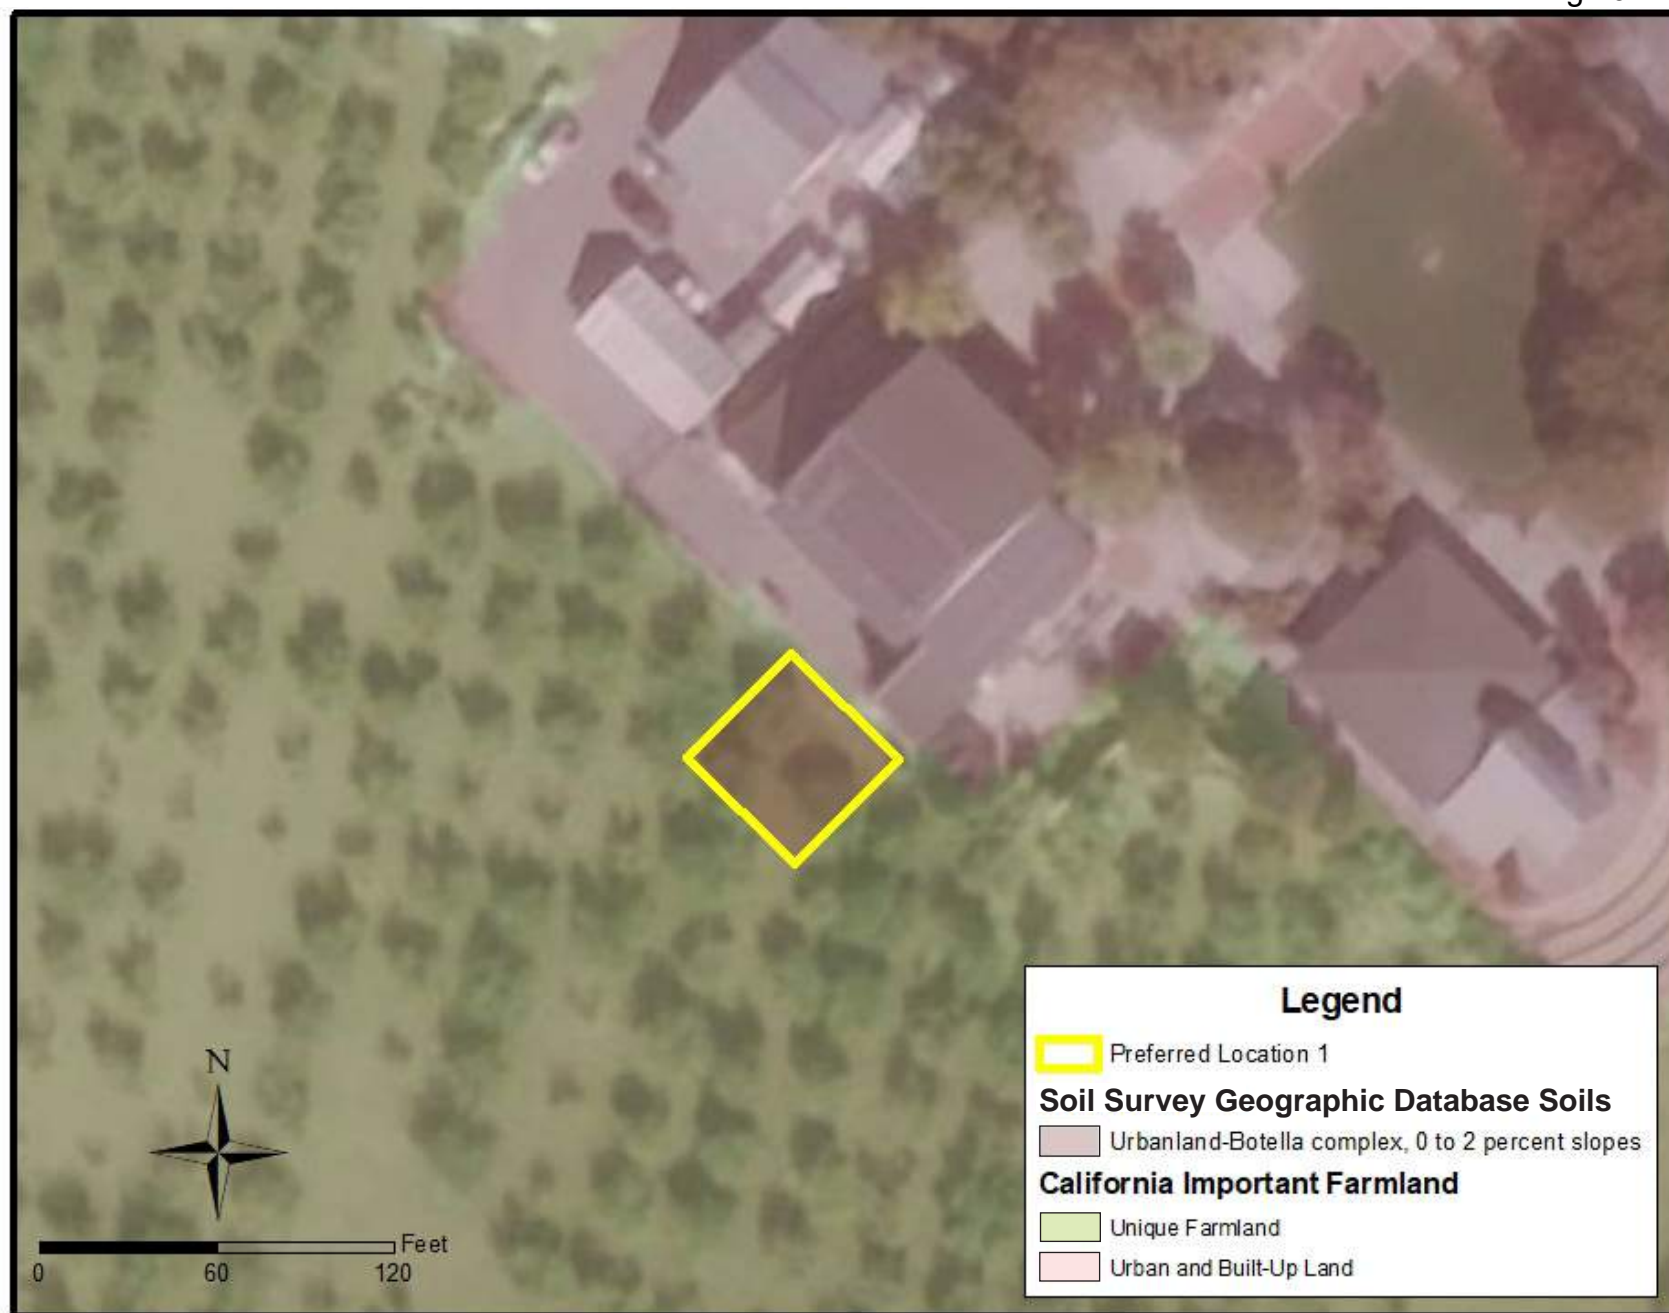 Legend
Preferred Location 1
Soil Survey Geographic Database Soils
Urbanland-Botella complex, 0 to 2 percent slopes
California Important Farmland
Unique Farmland
Urban and Built-Up Land
N
Feet
0 60 120